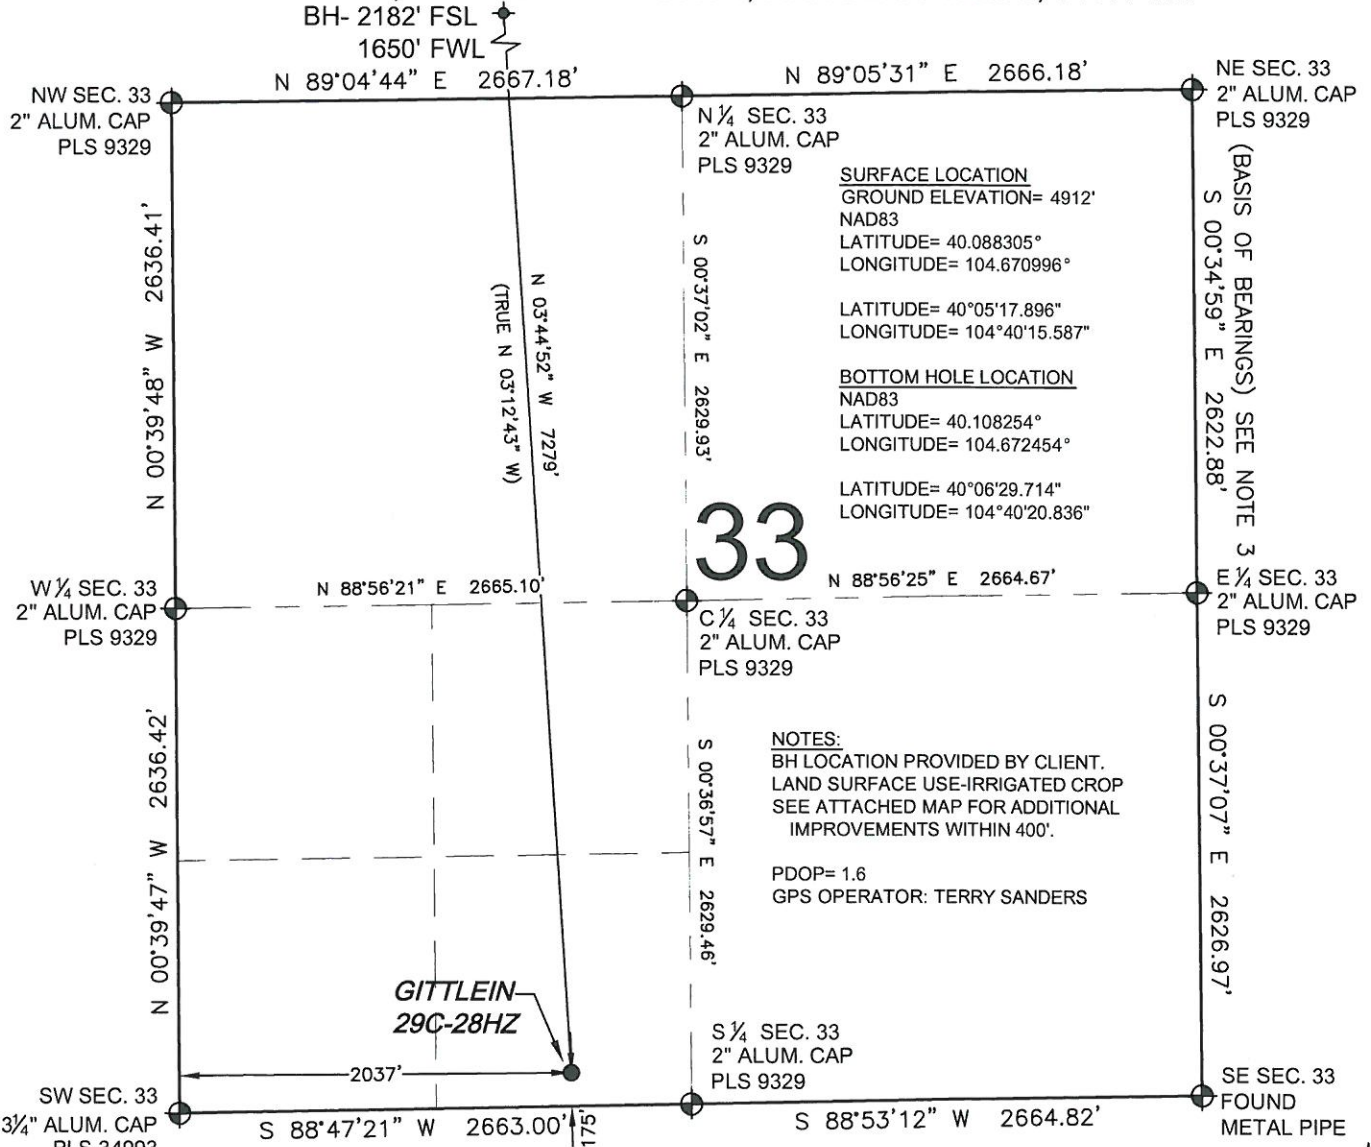 BH- 2182' FSL
1650' FWL
N 89°04'44" E 2667.18'
N 89°05'31" E 2666.18'
NW SEC. 33
2" ALUM. CAP
PLS 9329
N ¼ SEC. 33
2" ALUM. CAP
PLS 9329
NE SEC. 33
2" ALUM. CAP
PLS 9329
SURFACE LOCATION
GROUND ELEVATION= 4912'
NAD83
LATITUDE= 40.088305°
LONGITUDE= 104.670996°
LATITUDE= 40°05'17.896"
LONGITUDE= 104°40'15.587"
BOTTOM HOLE LOCATION
NAD83
LATITUDE= 40.108254°
LONGITUDE= 104.672454°
LATITUDE= 40°06'29.714"
LONGITUDE= 104°40'20.836"
N 00°39'48" W 2636.41'
N 03°44'52" W 7279'
(TRUE N 03°12'43" W)
S 00°37'02" E 2629.93'
(BASIS OF BEARINGS) SEE NOTE 3
S 00°34'59" E 2622.88'
33
W ¼ SEC. 33
2" ALUM. CAP
PLS 9329
N 88°56'21" E 2665.10'
N 88°56'25" E 2664.67'
C ¼ SEC. 33
2" ALUM. CAP
PLS 9329
E ¼ SEC. 33
2" ALUM. CAP
PLS 9329
N 00°39'47" W 2636.42'
S 00°36'57" E 2629.46'
S 00°37'07" E 2626.97'
NOTES:
BH LOCATION PROVIDED BY CLIENT.
LAND SURFACE USE-IRRIGATED CROP
SEE ATTACHED MAP FOR ADDITIONAL
IMPROVEMENTS WITHIN 400'.
PDOP= 1.6
GPS OPERATOR: TERRY SANDERS
GITTLEIN
29C-28HZ
2037'
S ¼ SEC. 33
2" ALUM. CAP
PLS 9329
SW SEC. 33
3¼" ALUM. CAP
S 88°47'21" W 2663.00'
175'
S 88°53'12" W 2664.82'
SE SEC. 33
FOUND
METAL PIPE